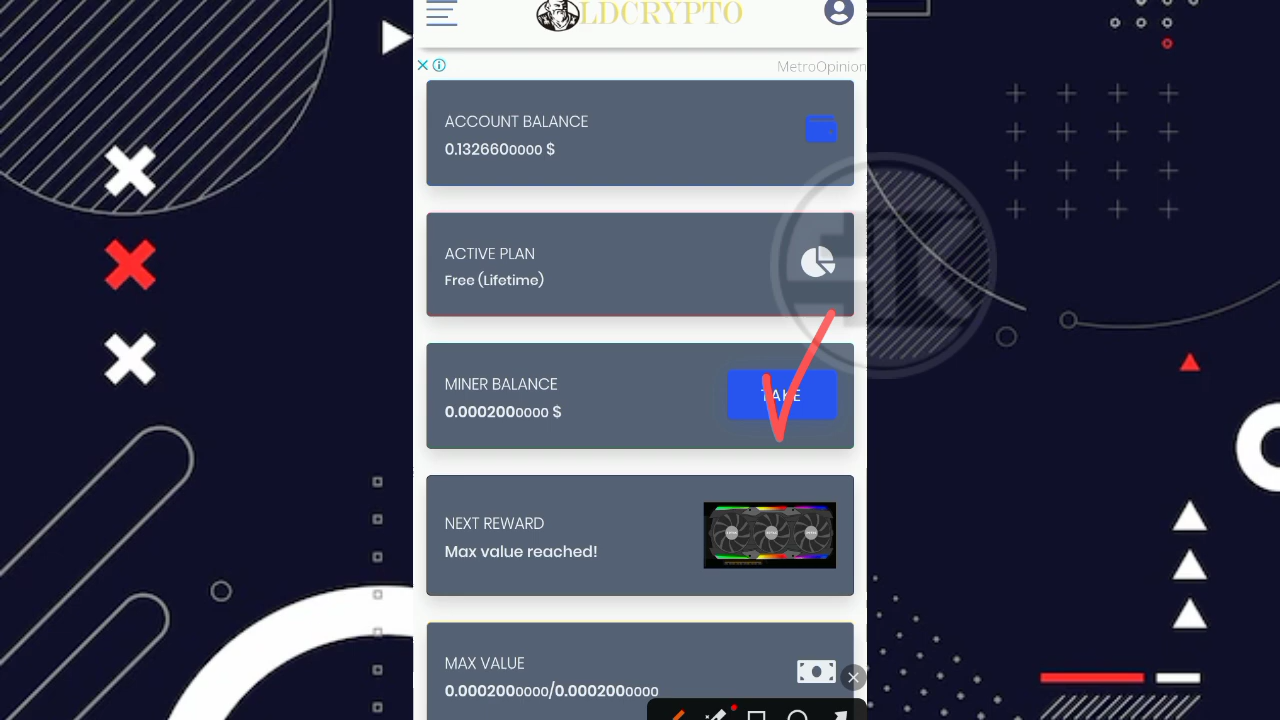 LDCRYPTO
MetroOpinion
ACCOUNT BALANCE
0.1326600000 $
ACTIVE PLAN
Free (Lifetime)
MINER BALANCE
0.0002000000 $
TAKE
NEXT REWARD
Max value reached!
MAX VALUE
0.0002000000/0.0002000000